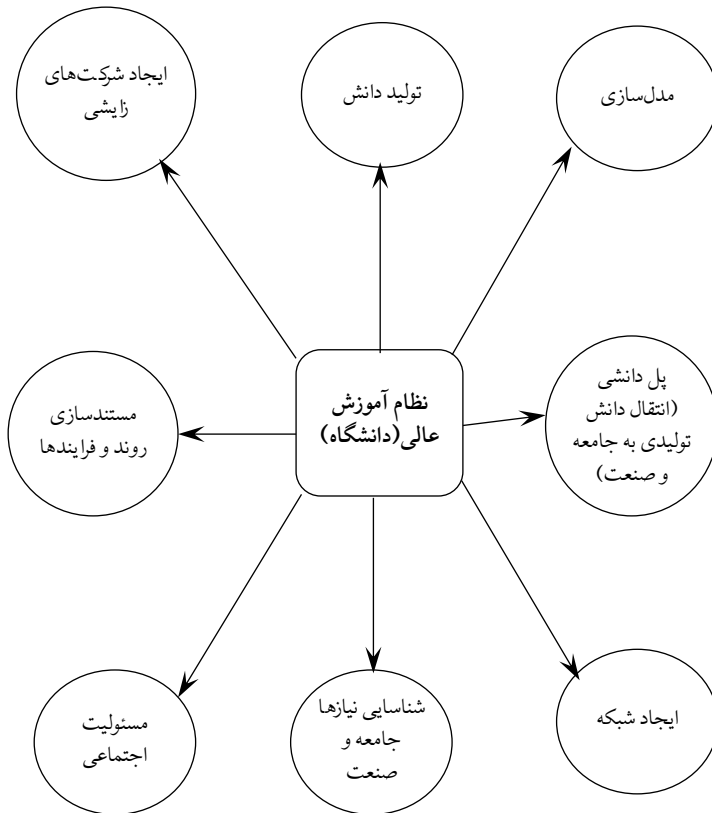 مدل‌سازی
تولید دانش
ایجاد شرکت‌های
زایشی
پل دانشی
(انتقال دانش
تولیدی به جامعه
و صنعت)
نظام آموزش
عالی(دانشگاه)
مستندسازی
روند و فرایندها
ایجاد شبکه
شناسایی نیازها
جامعه و
صنعت
مسئولیت
اجتماعی